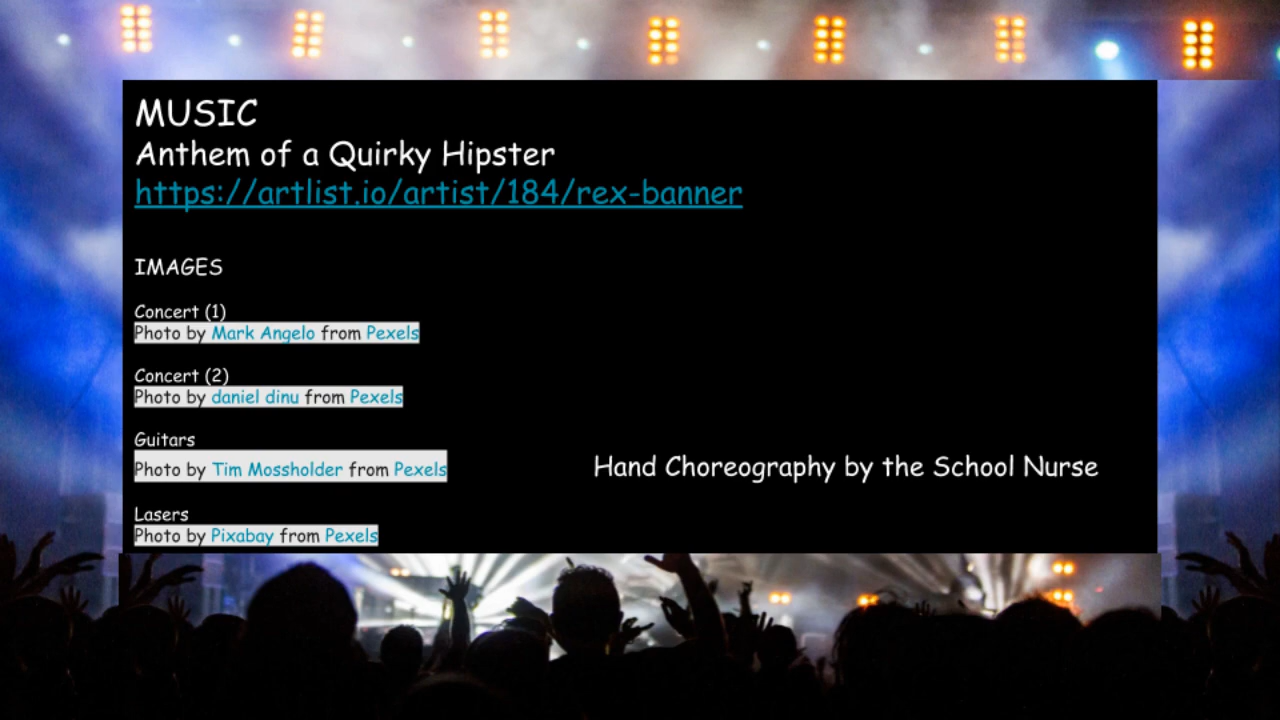 MUSIC
Anthem of a Quirky Hipster
https://artlist.io/artist/184/rex-banner
IMAGES
Concert (1)
Photo by Mark Angelo from Pexels
Concert (2)
Photo by daniel dinu from Pexels
Guitars
Photo by Tim Mossholder from Pexels
Hand Choreography by the School Nurse
Lasers
Photo by Pixabay from Pexels